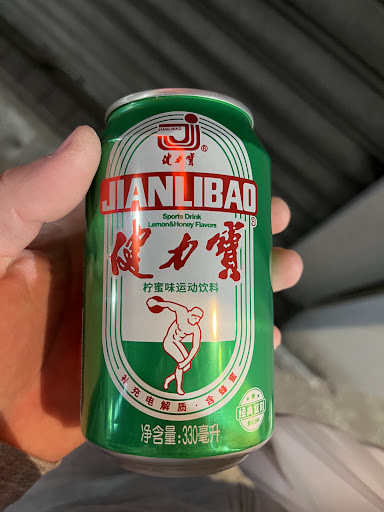 JIANLIBAO
®
健力寶
JIANLIBAO
®
Sports Drink
Lemon&Honey Flavors
健力寶
柠蜜味运动饮料
补充电解质·含蜂蜜
经典复刻
净含量:330毫升